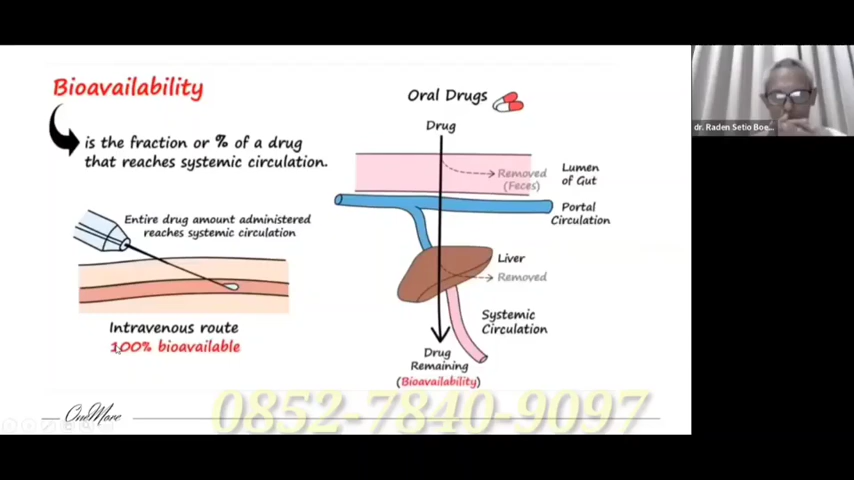 Bioavailability
is the fraction or % of a drug
that reaches systemic circulation.
Entire drug amount administered
reaches systemic circulation
Intravenous route
100% bioavailable
Oral Drugs
Drug
Removed
(Feces)
Lumen
of Gut
Portal
Circulation
Liver
Removed
Systemic
Circulation
Drug
Remaining
(Bioavailability)
OneMore
0852-7840-9097
dr. Raden Setio Boe...